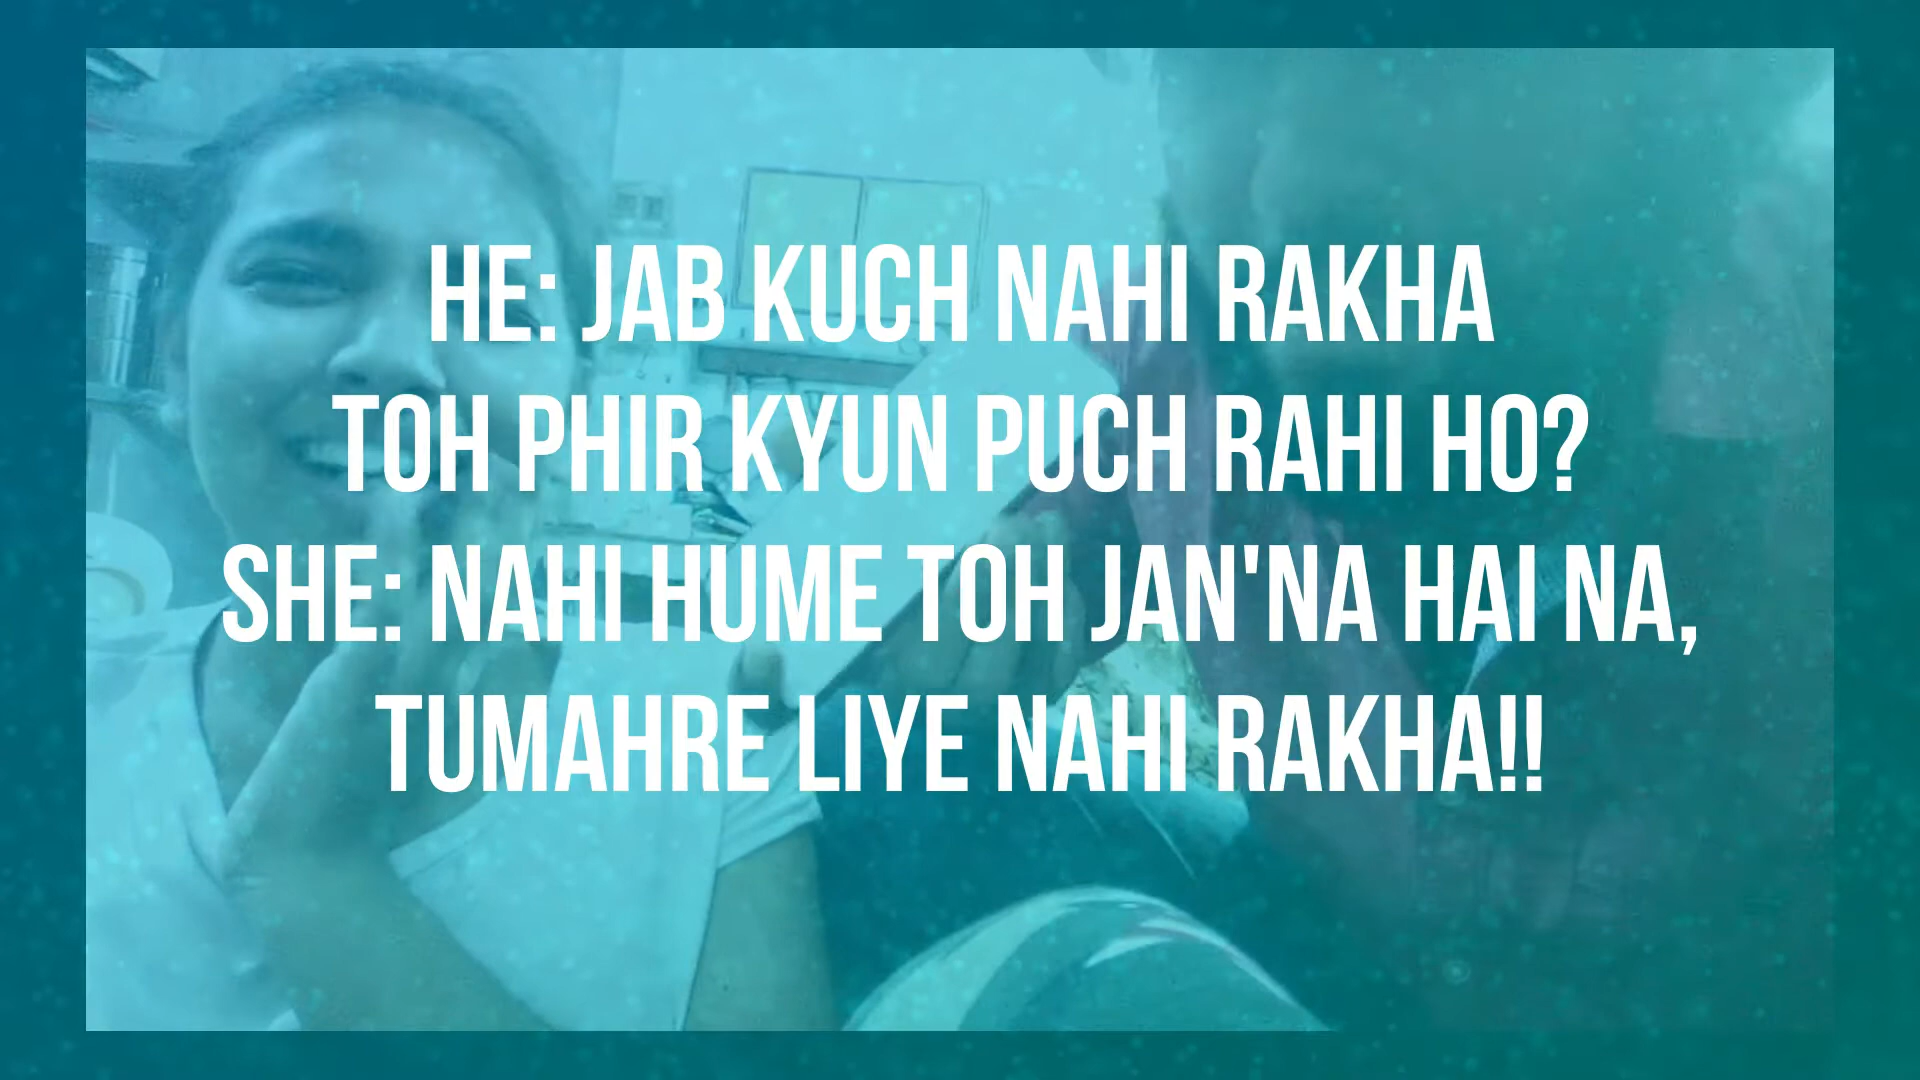 HE: JAB KUCH NAHI RAKHA
TOH PHIR KYUN PUCH RAHI HO?
SHE: NAHI HUME TOH JAN'NA HAI NA,
TUMAHRE LIYE NAHI RAKHA!!